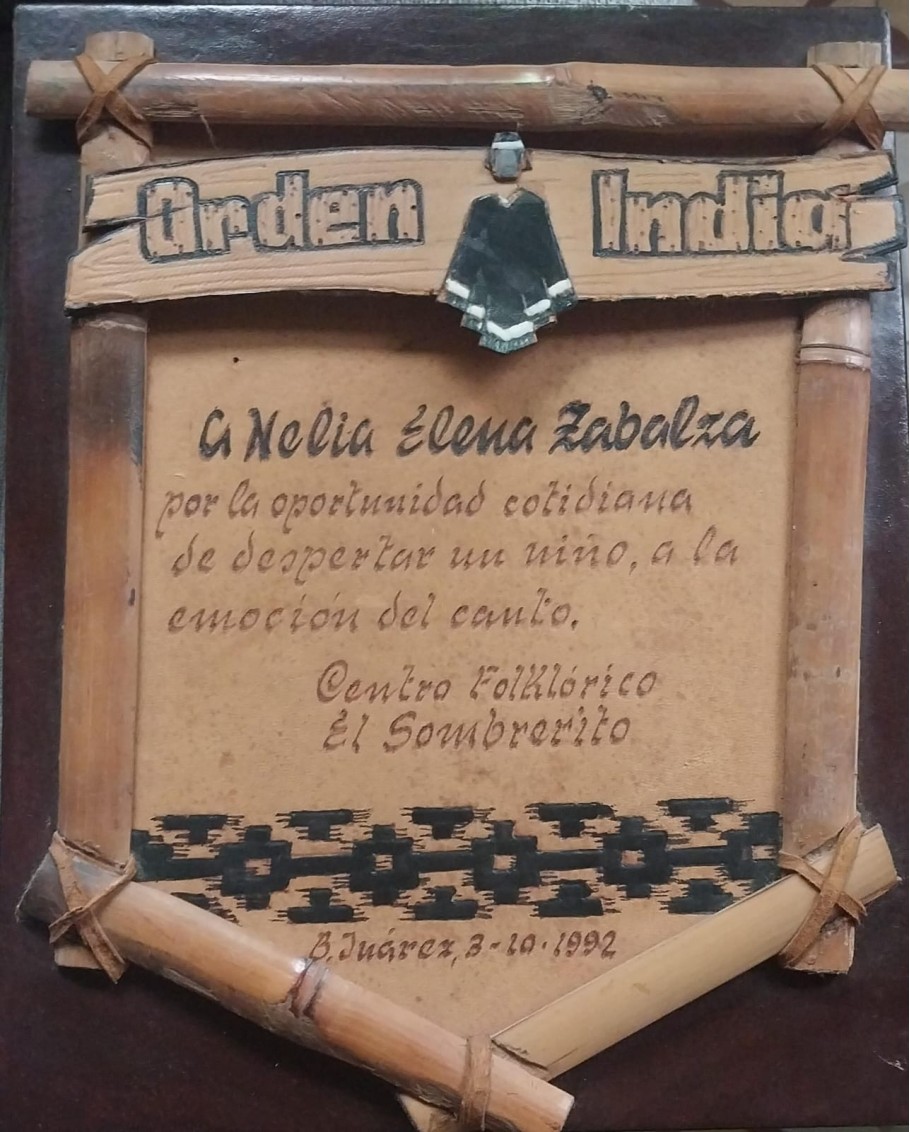 Orden India
A Nelia Elena Zabalza
por la oportunidad cotidiana
de despertar un niño, a la
emoción del canto.
Centro Folklórico
El Sombrerito
B. Juárez, 3-10-1992